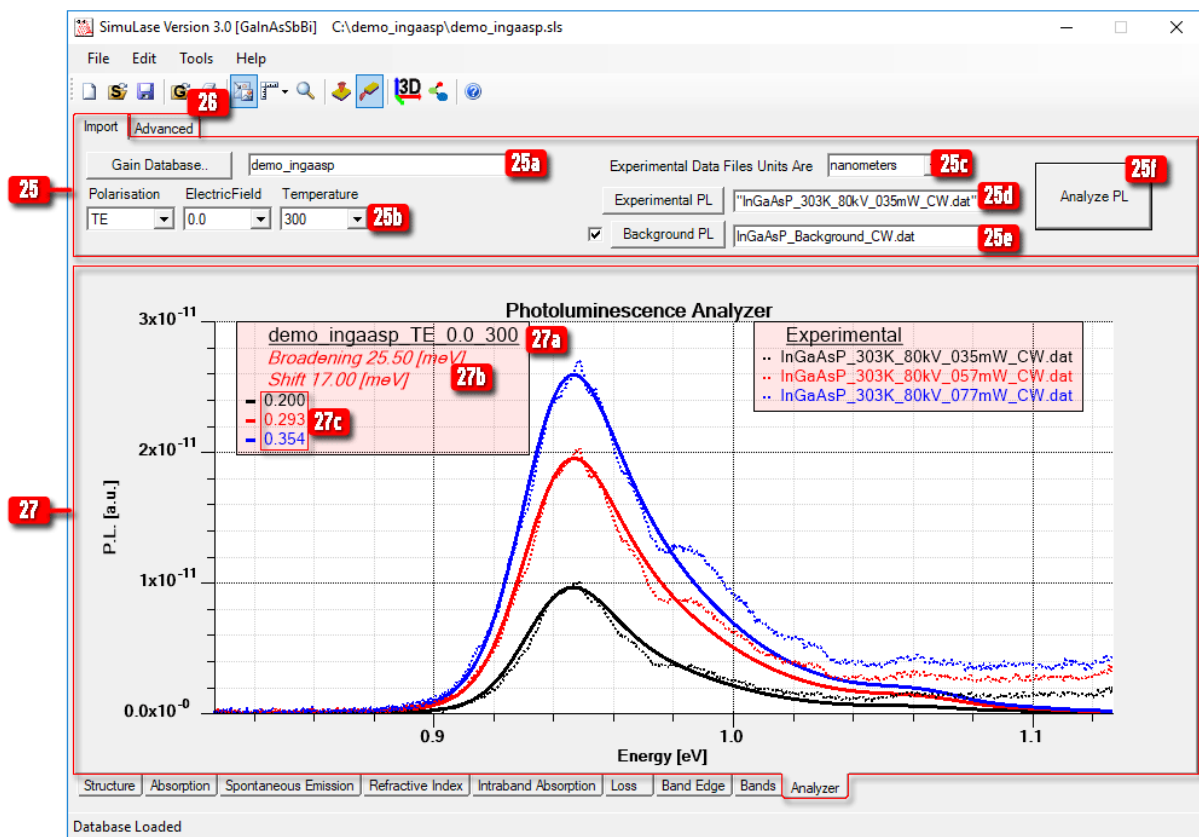 SimuLase Version 3.0 [GaInAsSbBi] C:\demo_ingaasp\demo_ingaasp.sls
File Edit Tools Help
3D
26
Import Advanced
Gain Database.. demo_ingaasp 25a Experimental Data Files Units Are nanometers 25c 25f
25 Polarisation ElectricField Temperature Experimental PL "InGaAsP_303K_80kV_035mW_CW.dat" 25d Analyze PL
TE 0.0 300 25b
Background PL InGaAsP_Background_CW.dat 25e
Photoluminescence Analyzer
3x10-11
demo_ingaasp_TE_0.0_300 27a
Broadening 25.50 [meV]
Shift 17.00 [meV] 27b
0.200
0.293 27c
0.354
Experimental
InGaAsP_303K_80kV_035mW_CW.dat
InGaAsP_303K_80kV_057mW_CW.dat
InGaAsP_303K_80kV_077mW_CW.dat
2x10-11
27
P.L. [a.u.]
1x10-11
0.0x10-0
0.9 1.0 1.1
Energy [eV]
Structure Absorption Spontaneous Emission Refractive Index Intraband Absorption Loss Band Edge Bands Analyzer
Database Loaded